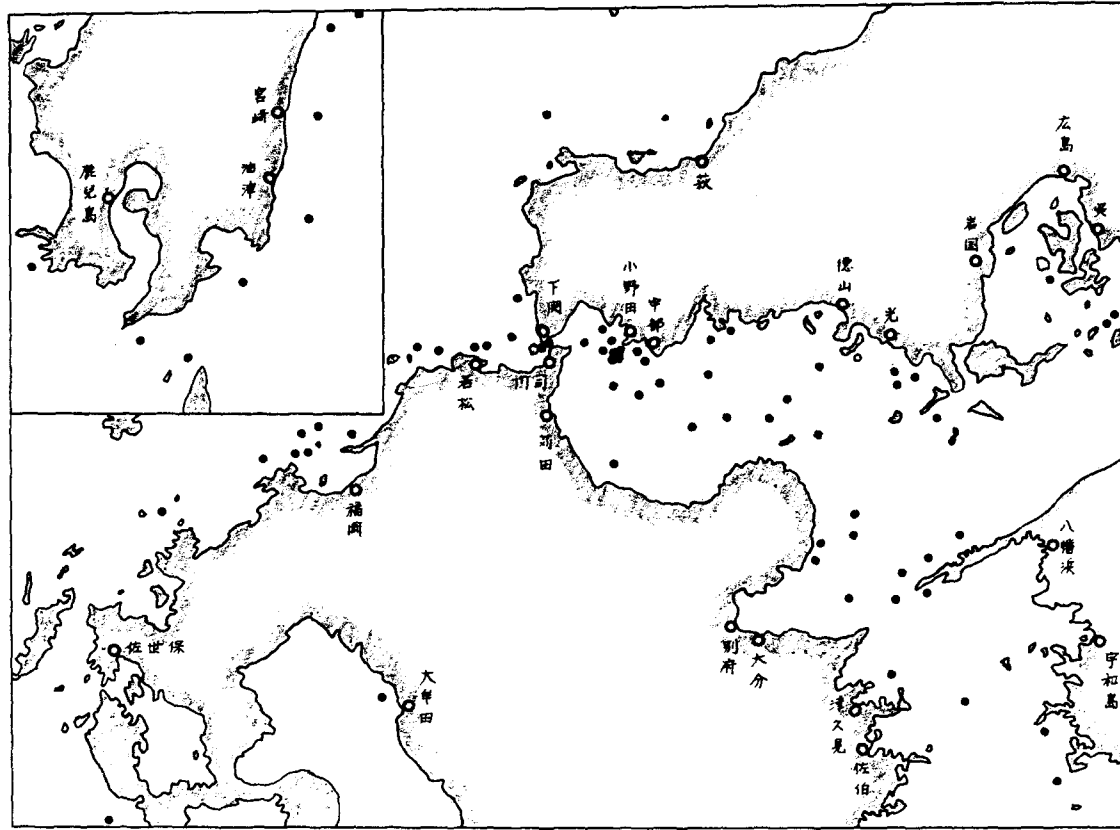 宮崎
油津
鹿児島
広島
呉
岩国
荻
小野田
宇部
下関
徳山
光
若松
門司
苅田
福岡
八幡浜
佐世保
別府
大分
宇和島
大牟田
津久見
佐伯